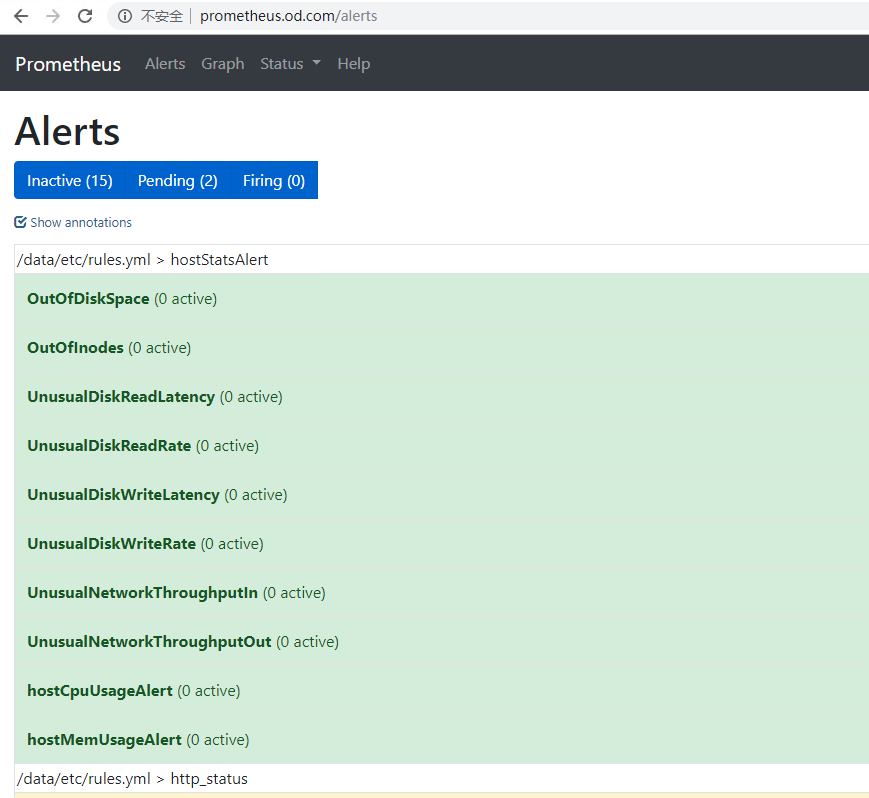 不安全 | prometheus.od.com/alerts
Prometheus Alerts Graph Status Help
Alerts
Inactive (15) Pending (2) Firing (0)
Show annotations
/data/etc/rules.yml > hostStatsAlert
OutOfDiskSpace (0 active)
OutOfInodes (0 active)
UnusualDiskReadLatency (0 active)
UnusualDiskReadRate (0 active)
UnusualDiskWriteLatency (0 active)
UnusualDiskWriteRate (0 active)
UnusualNetworkThroughputIn (0 active)
UnusualNetworkThroughputOut (0 active)
hostCpuUsageAlert (0 active)
hostMemUsageAlert (0 active)
/data/etc/rules.yml > http_status